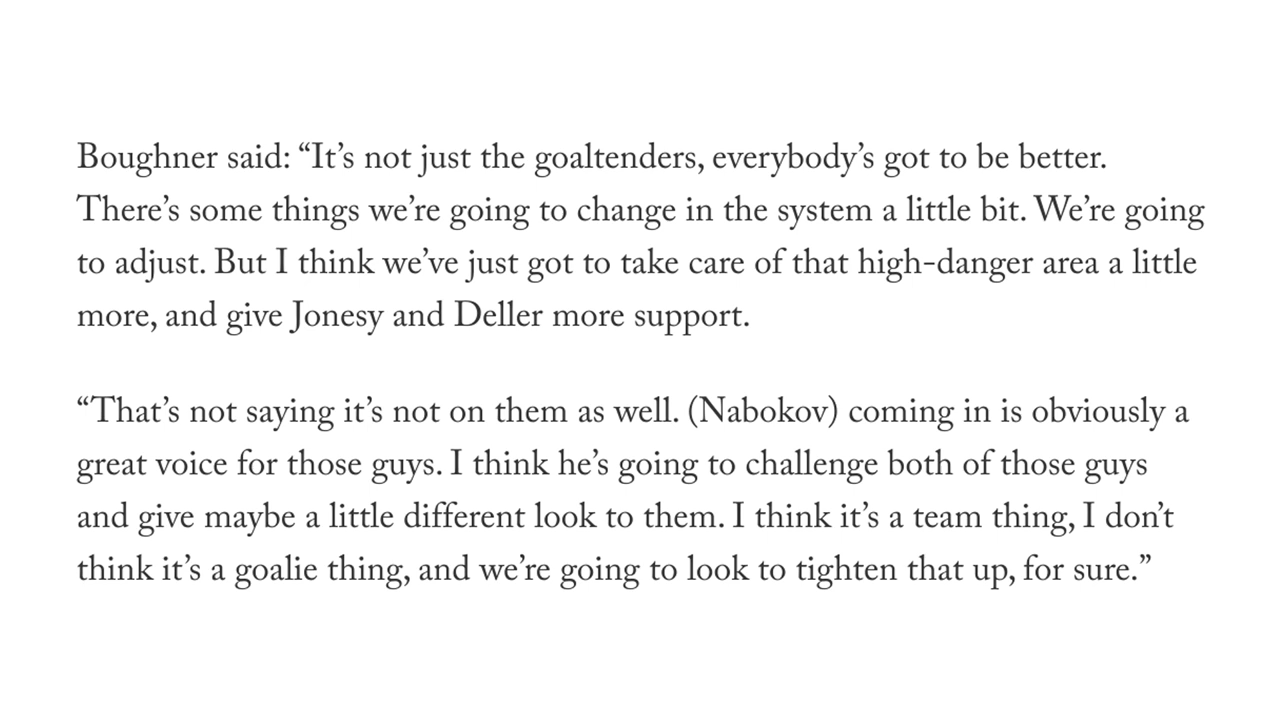 Boughner said: “It’s not just the goaltenders, everybody’s got to be better.
There’s some things we’re going to change in the system a little bit. We’re going
to adjust. But I think we’ve just got to take care of that high-danger area a little
more, and give Jonesy and Deller more support.
“That’s not saying it’s not on them as well. (Nabokov) coming in is obviously a
great voice for those guys. I think he’s going to challenge both of those guys
and give maybe a little different look to them. I think it’s a team thing, I don’t
think it’s a goalie thing, and we’re going to look to tighten that up, for sure.”